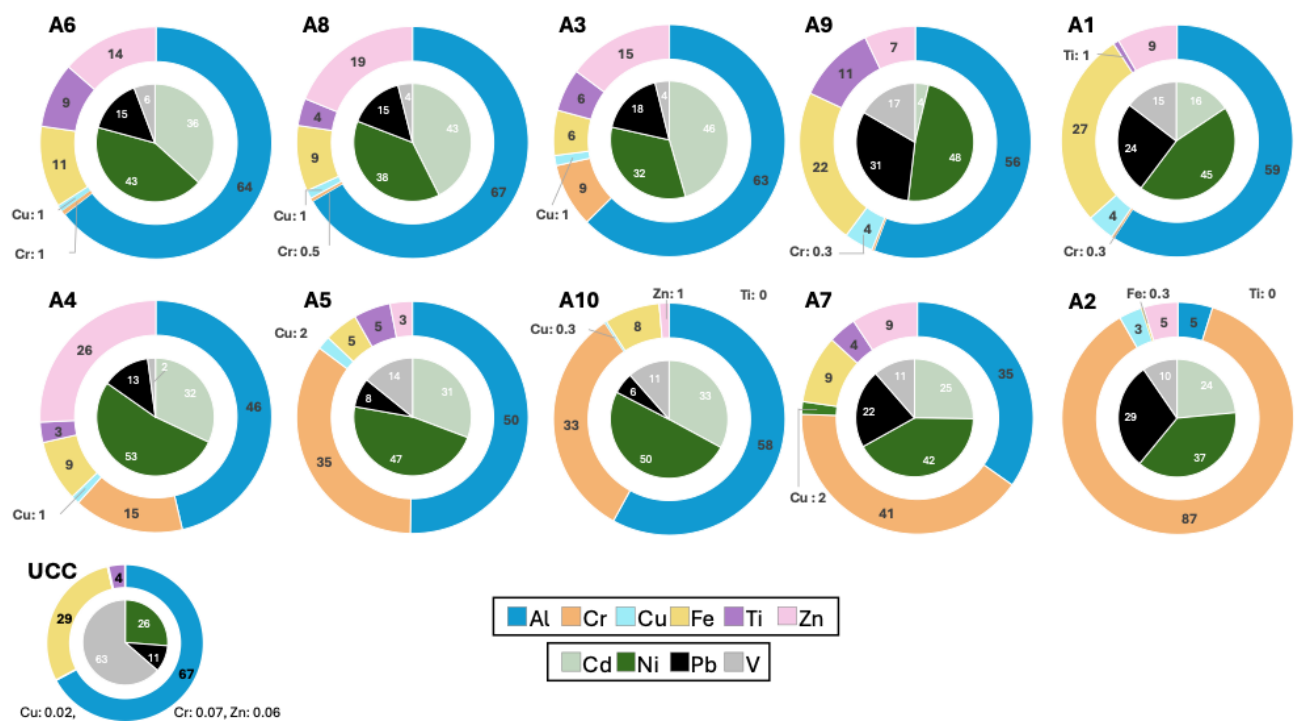 A6
14
9
11
64
6
15
36
43
Cu: 1
Cr: 1
A8
19
4
9
67
4
15
43
38
Cu: 1
Cr: 0.5
A3
15
6
6
9
63
4
18
46
32
Cu: 1
A9
7
11
22
4
56
4
17
31
48
Cr: 0.3
A1
Ti: 1
9
27
4
59
15
16
24
45
Cr: 0.3
A4
26
3
9
15
46
2
13
32
53
Cu: 1
A5
3
5
5
35
50
14
31
8
47
Cu: 2
A10
Zn: 1
Ti: 0
Cu: 0.3
8
33
58
11
6
33
50
A7
9
4
9
35
41
11
25
22
42
Cu : 2
A2
Fe: 0.3
Ti: 0
3
5
5
87
10
24
29
37
UCC
4
29
67
26
63
11
Cu: 0.02,
Cr: 0.07, Zn: 0.06
Al Cr Cu Fe Ti Zn
Cd Ni Pb V